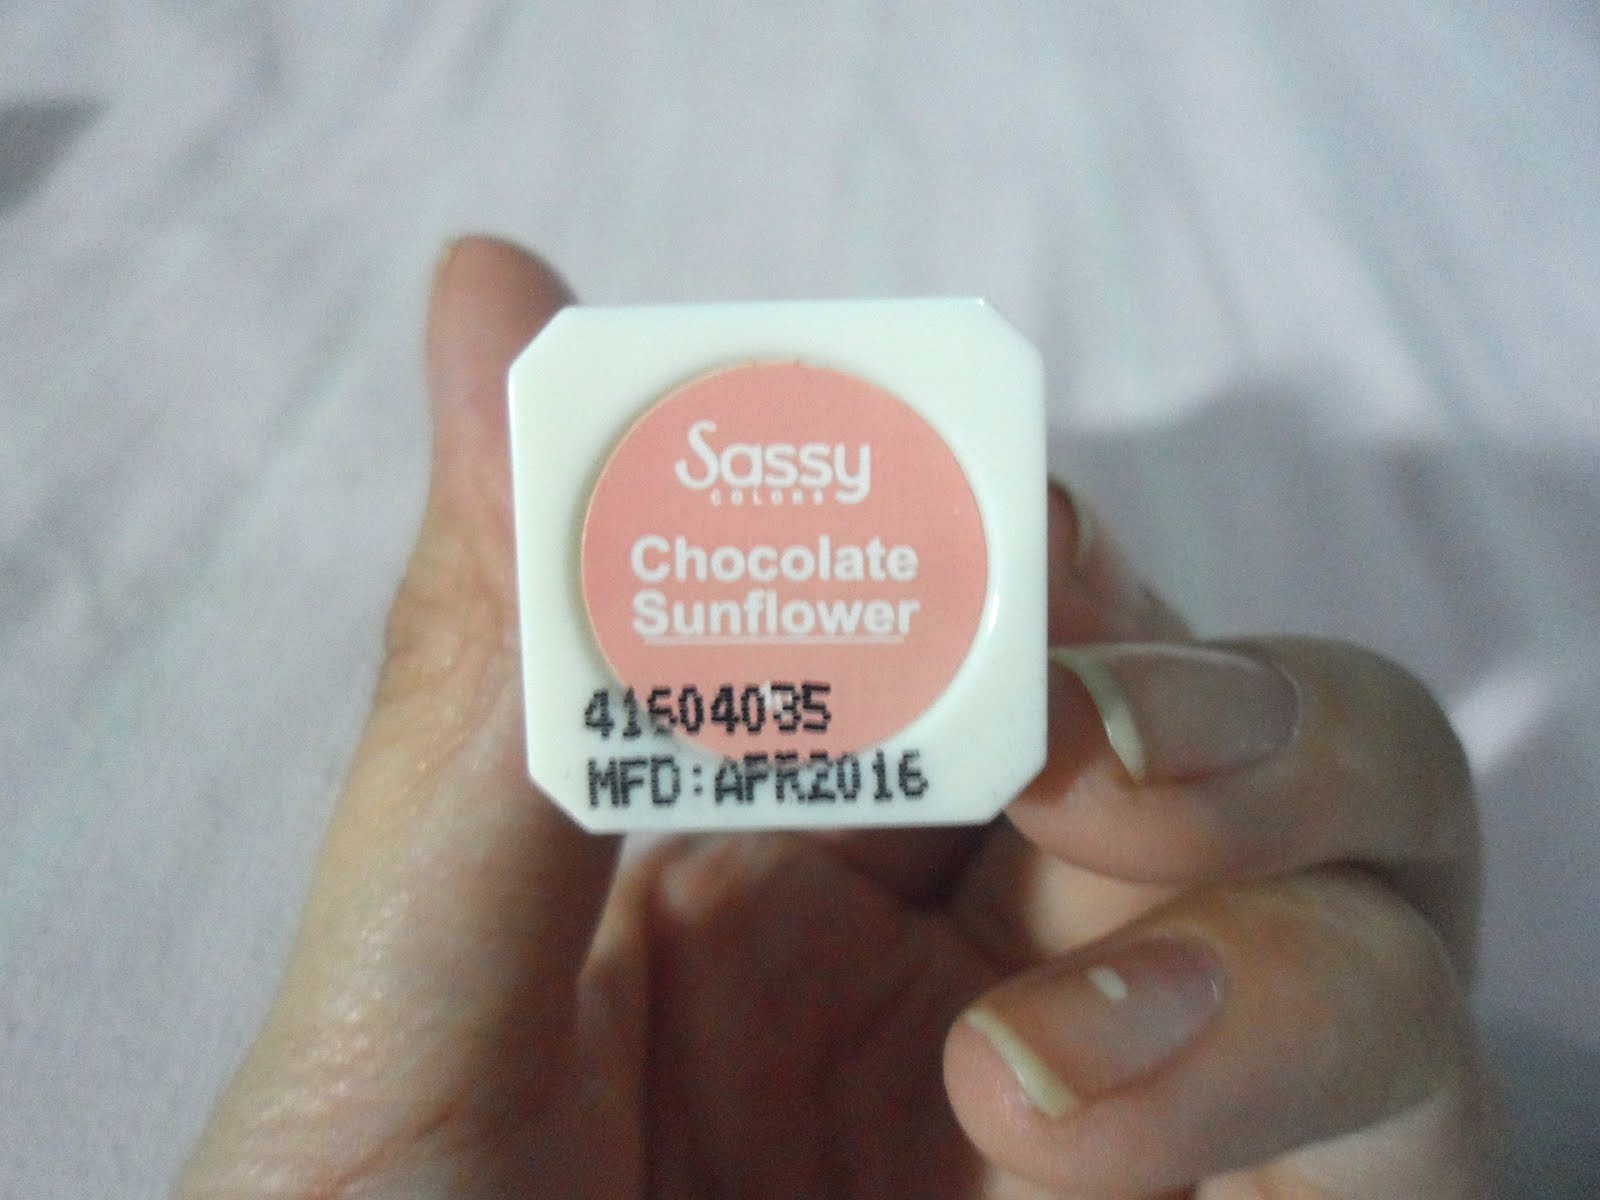 Sassy
COLORS
Chocolate
Sunflower
41604035
MFD:APR2016